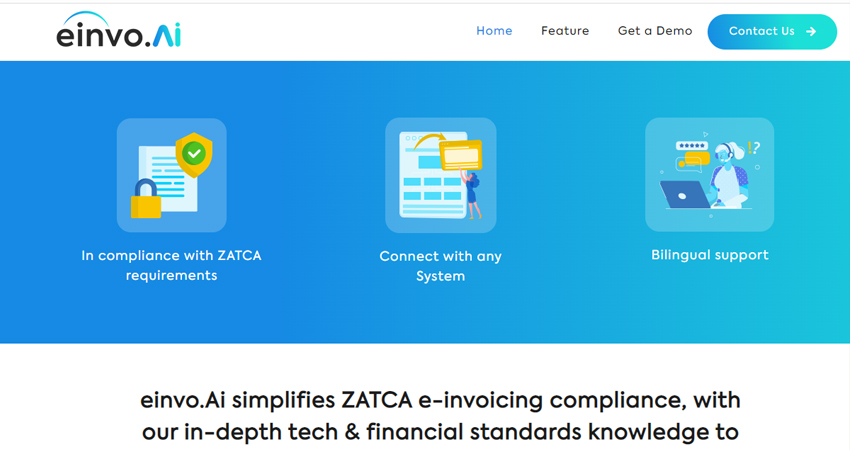 einvo.Ai
Home
Feature
Get a Demo
Contact Us
!?
In compliance with ZATCA
requirements
Connect with any
System
Bilingual support
einvo.Ai simplifies ZATCA e-invoicing compliance, with
our in-depth tech & financial standards knowledge to